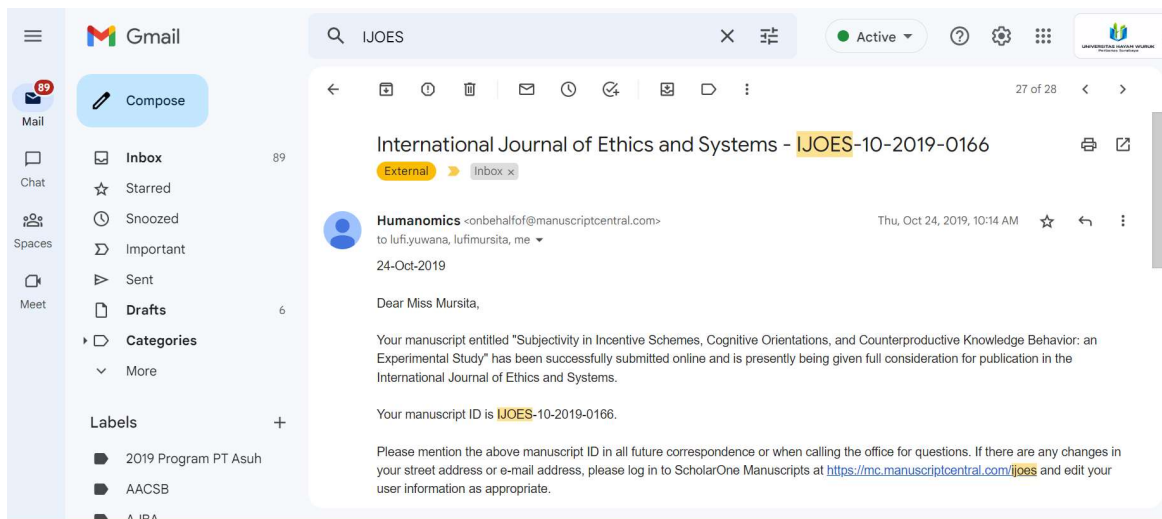 Gmail
IJOES
Active
UNIVERSITAS HAYAM WURUK
89
Mail
Compose
27 of 28
International Journal of Ethics and Systems - IJOES-10-2019-0166
External
Inbox x
Chat
Inbox 89
Starred
Snoozed
Important
Sent
Drafts 6
Categories
More
Spaces
Meet
Humanomics <onbehalfof@manuscriptcentral.com>
Thu, Oct 24, 2019, 10:14 AM
to lufi.yuwana, lufimursita, me
24-Oct-2019
Dear Miss Mursita,
Your manuscript entitled "Subjectivity in Incentive Schemes, Cognitive Orientations, and Counterproductive Knowledge Behavior: an
Experimental Study" has been successfully submitted online and is presently being given full consideration for publication in the
International Journal of Ethics and Systems.
Your manuscript ID is IJOES-10-2019-0166.
Please mention the above manuscript ID in all future correspondence or when calling the office for questions. If there are any changes in
your street address or e-mail address, please log in to ScholarOne Manuscripts at https://mc.manuscriptcentral.com/ijoes and edit your
user information as appropriate.
Labels
2019 Program PT Asuh
AACSB